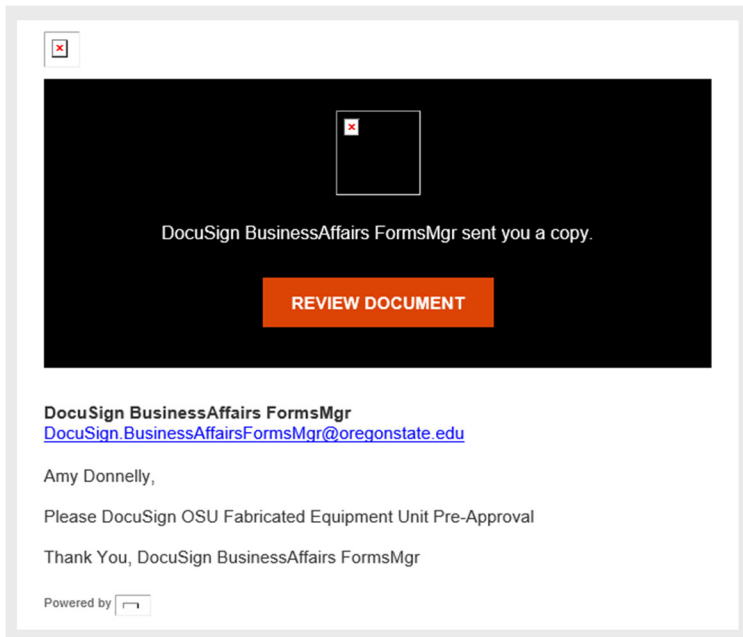 DocuSign BusinessAffairs FormsMgr sent you a copy.
REVIEW DOCUMENT
DocuSign BusinessAffairs FormsMgr
DocuSign.BusinessAffairsFormsMgr@oregonstate.edu
Amy Donnelly,
Please DocuSign OSU Fabricated Equipment Unit Pre-Approval
Thank You, DocuSign BusinessAffairs FormsMgr
Powered by